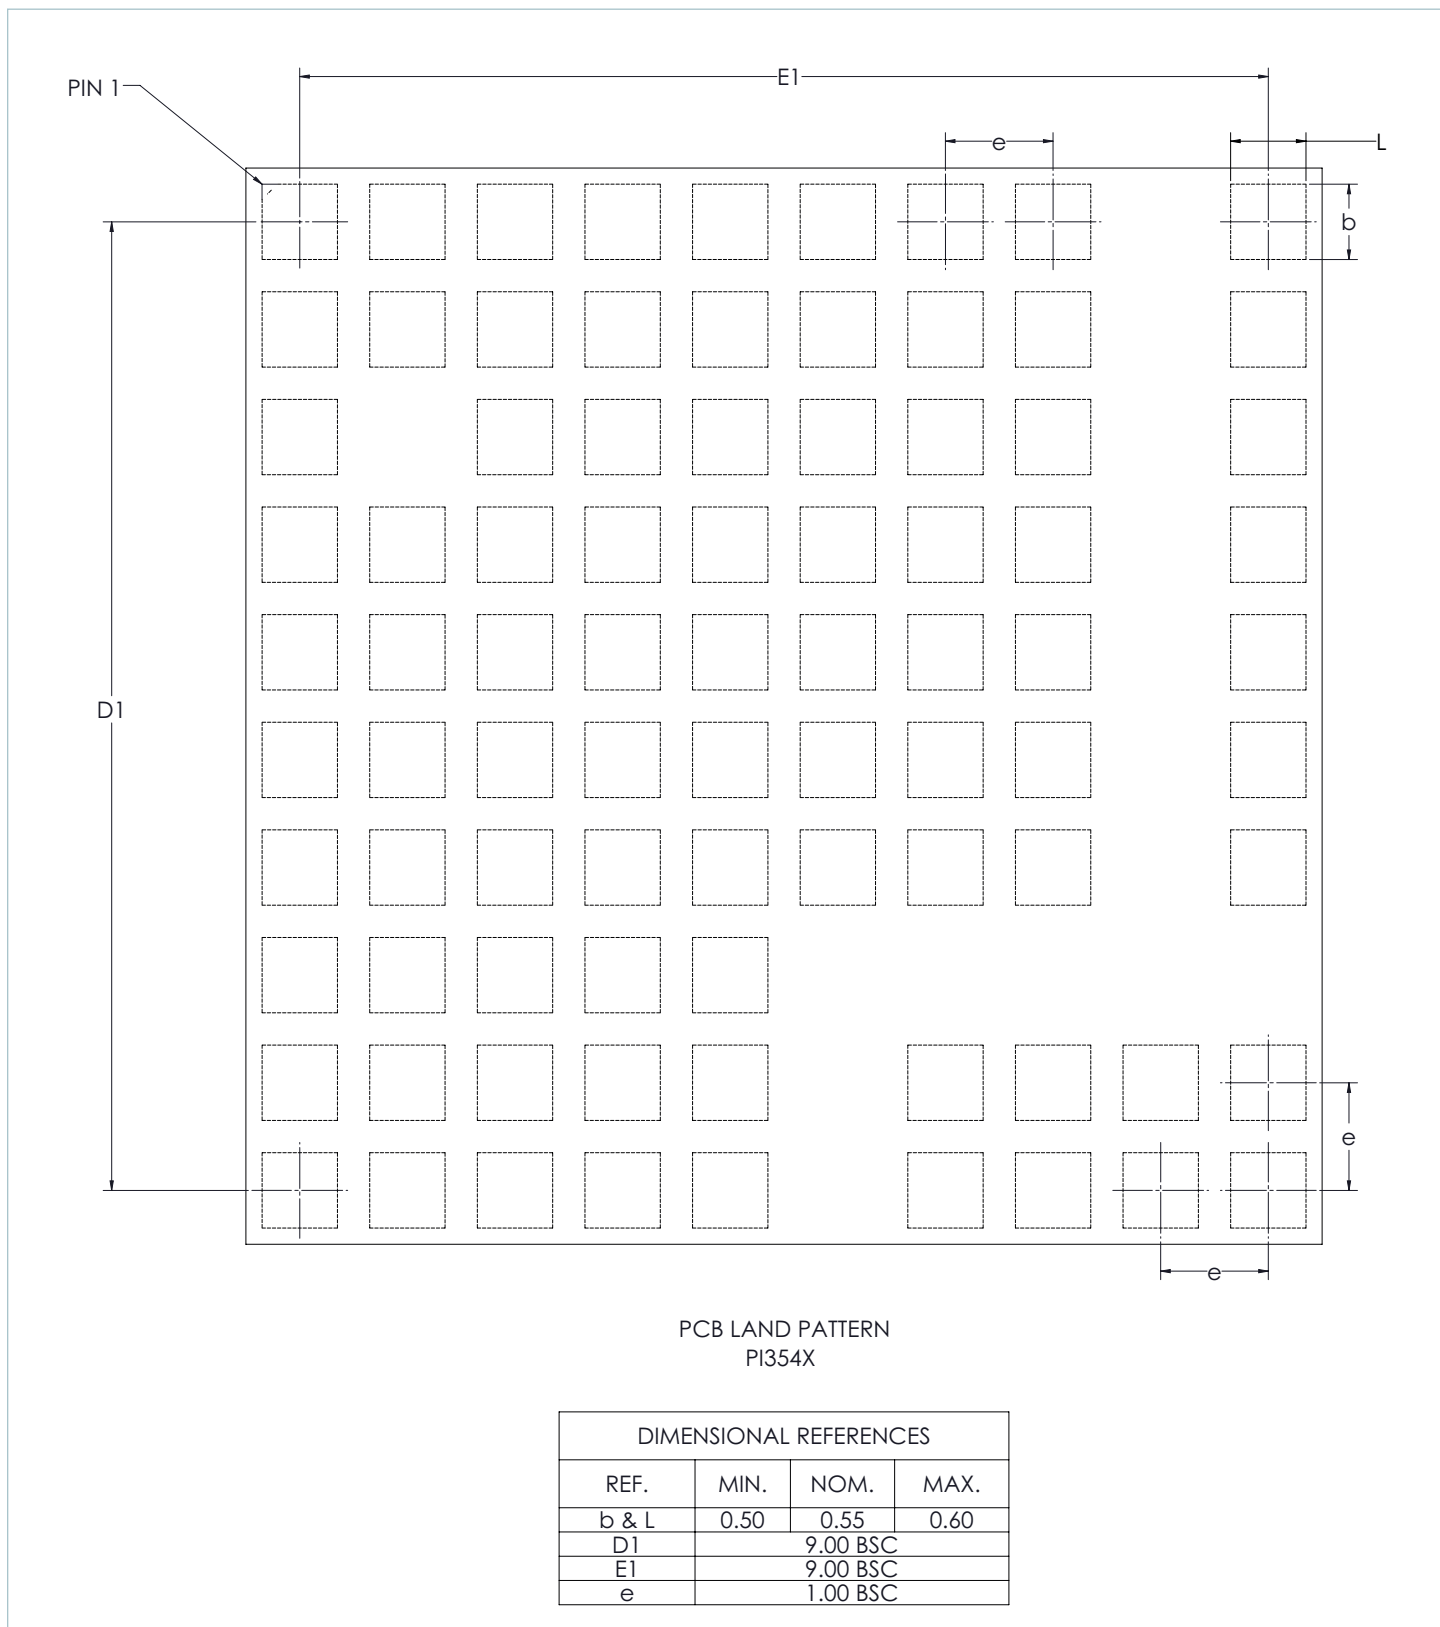 E1
PIN 1
e
L
b
D1
e
e
PCB LAND PATTERN
PI354X
DIMENSIONAL REFERENCES
REF. MIN. NOM. MAX.
b & L 0.50 0.55 0.60
D1 9.00 BSC
E1 9.00 BSC
e 1.00 BSC